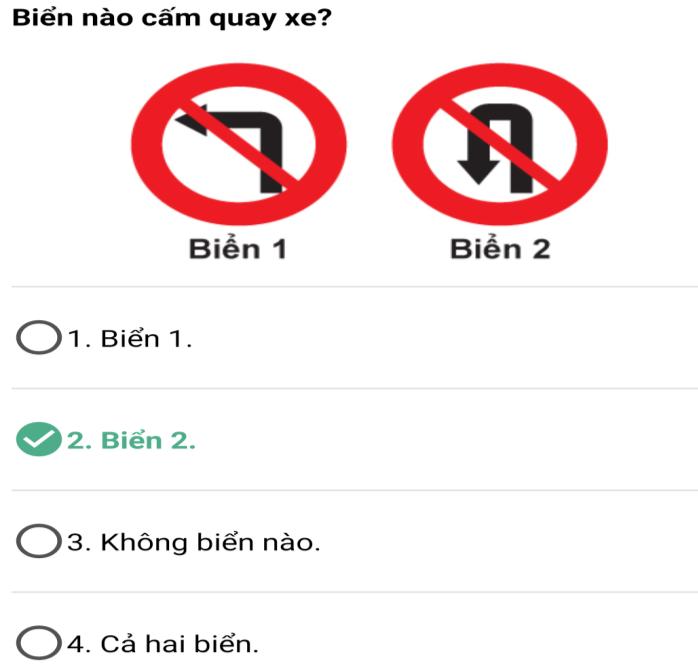 Biển nào cấm quay xe?
Biển 1
Biển 2
1. Biển 1.
2. Biển 2.
3. Không biển nào.
4. Cả hai biển.